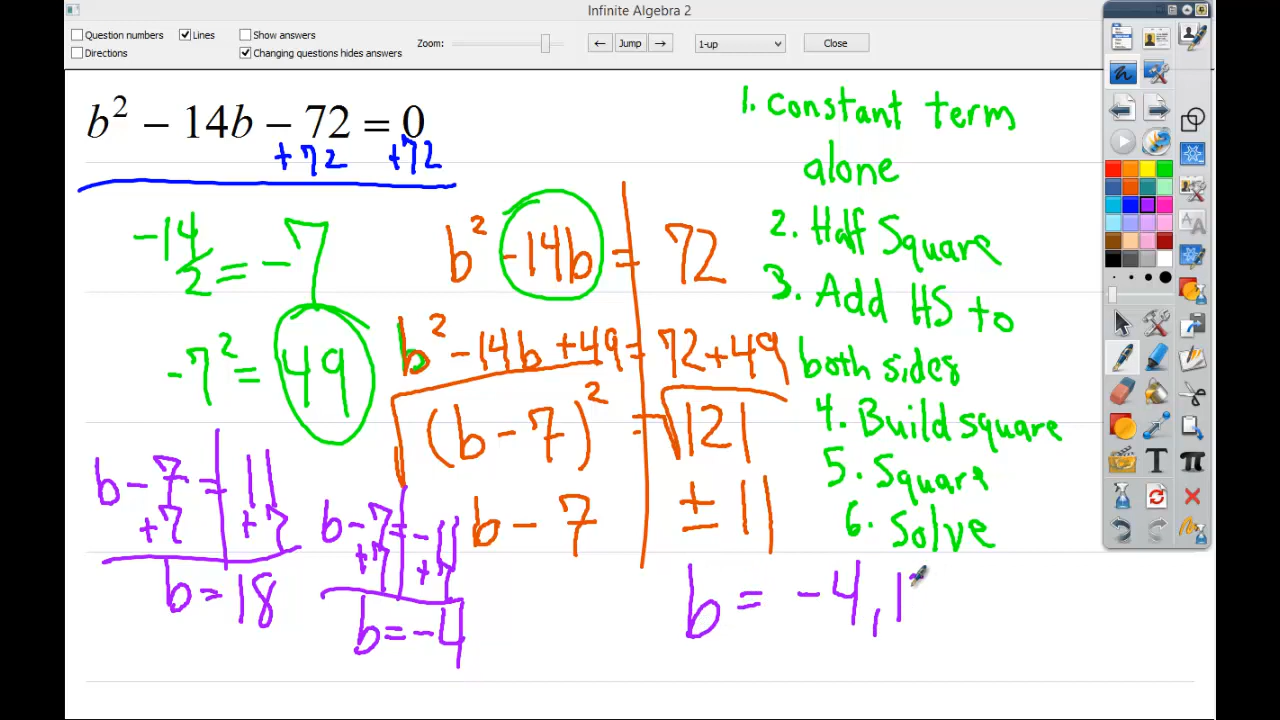 Infinite Algebra 2
Question numbers
Lines
Show answers
Directions
Changing questions hides answers
Zoom:
←
Jump
→
1-up
Close
b² − 14b − 72 = 0
+72 +72
-14/2 = -7
-7² = 49
b² -14b = 72
b² - 14b + 49 = 72 + 49
(b - 7)² = √121
b - 7 ± 11
b - 7 = 11
+7 +7
b = 18
b - 7 = -11
+7 +7
b = -4
1. Constant term
alone
2. Half Square
3. Add HS to
both sides
4. Build square
5. Square
6. Solve
b = -4, 1